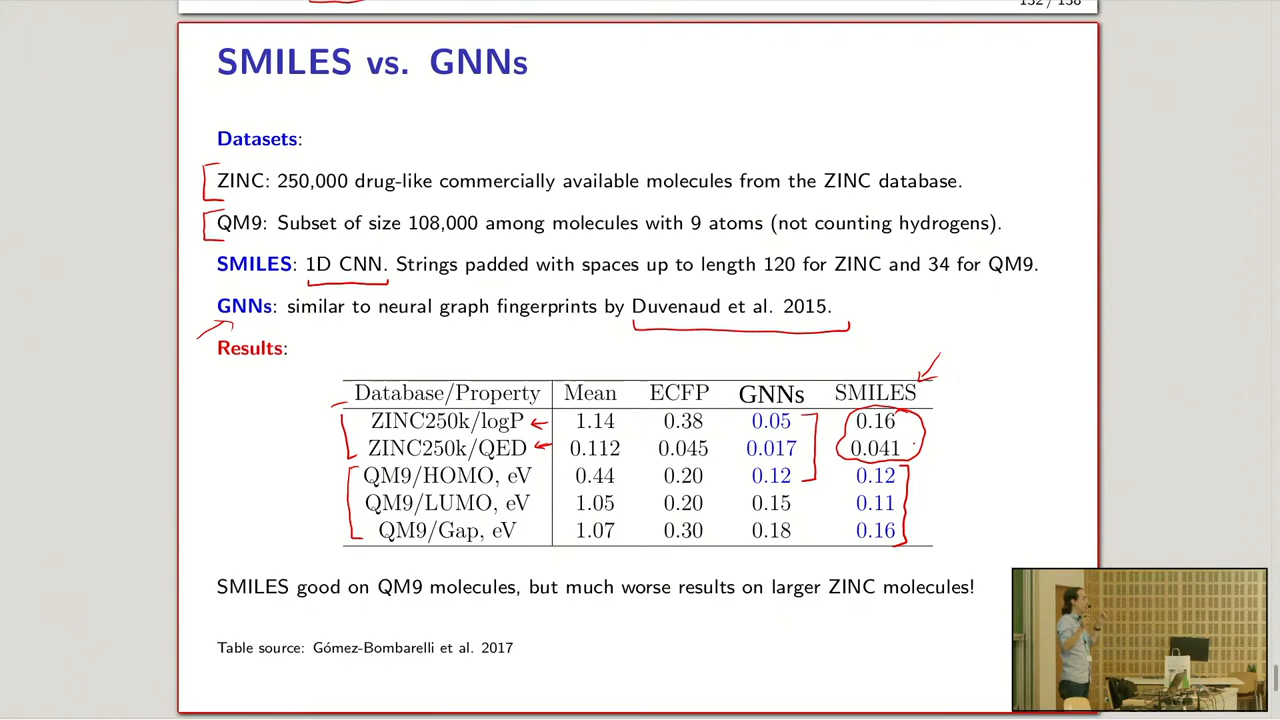 152 / 158
SMILES vs. GNNs
Datasets:
ZINC: 250,000 drug-like commercially available molecules from the ZINC database.
QM9: Subset of size 108,000 among molecules with 9 atoms (not counting hydrogens).
SMILES: 1D CNN. Strings padded with spaces up to length 120 for ZINC and 34 for QM9.
GNNs: similar to neural graph fingerprints by Duvenaud et al. 2015.
Results:
Database/Property Mean ECFP GNNs SMILES
ZINC250k/logP 1.14 0.38 0.05 0.16
ZINC250k/QED 0.112 0.045 0.017 0.041
QM9/HOMO, eV 0.44 0.20 0.12 0.12
QM9/LUMO, eV 1.05 0.20 0.15 0.11
QM9/Gap, eV 1.07 0.30 0.18 0.16
SMILES good on QM9 molecules, but much worse results on larger ZINC molecules!
Table source: Gómez-Bombarelli et al. 2017